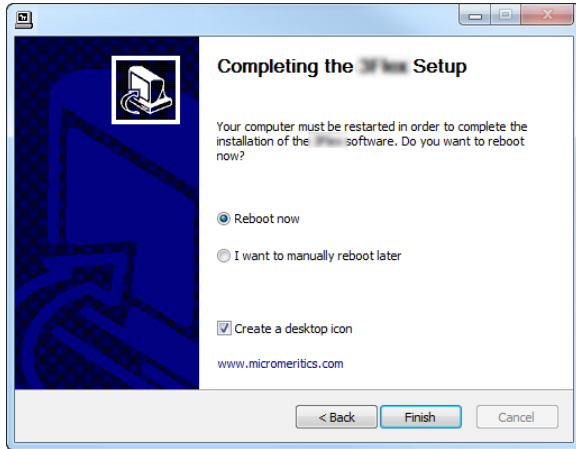 Completing the Setup
Your computer must be restarted in order to complete the
installation of the software. Do you want to reboot
now?
Reboot now
I want to manually reboot later
Create a desktop icon
www.micromeritics.com
< Back Finish Cancel